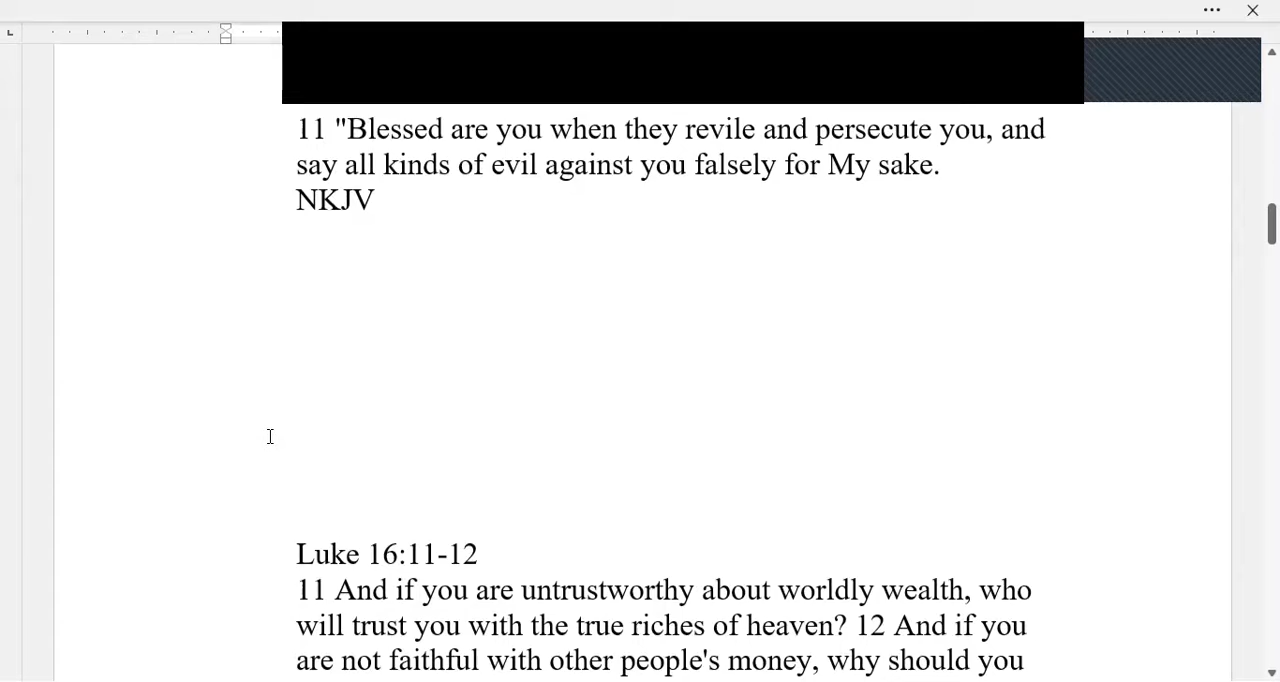 11 "Blessed are you when they revile and persecute you, and
say all kinds of evil against you falsely for My sake.
NKJV
Luke 16:11-12
11 And if you are untrustworthy about worldly wealth, who
will trust you with the true riches of heaven? 12 And if you
are not faithful with other people's money, why should you